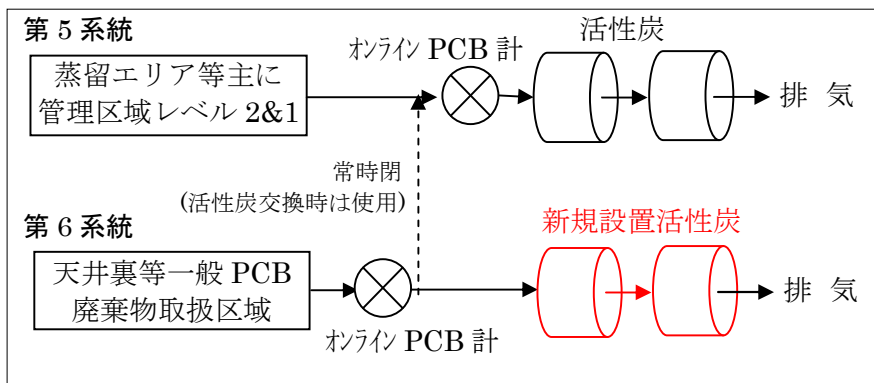 第 5 系統
活性炭
ｵﾝﾗｲﾝ PCB 計
蒸留エリア等主に
管理区域レベル 2&1
排 気
常時閉
(活性炭交換時は使用)
第 6 系統
新規設置活性炭
天井裏等一般 PCB
廃棄物取扱区域
排 気
ｵﾝﾗｲﾝ PCB 計